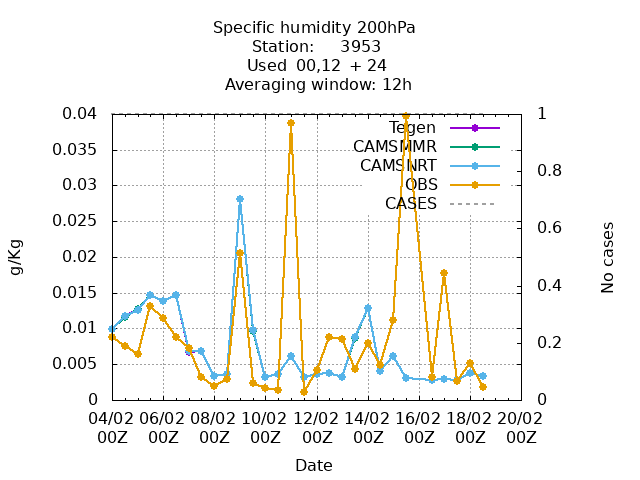 Specific humidity 200hPa
Station: 3953
Used 00,12 + 24
Averaging window: 12h
0.04
0.035
0.03
0.025
0.02
0.015
0.01
0.005
0
1
0.8
0.6
0.4
0.2
0
Tegen
CAMSMMR
CAMSNRT
OBS
CASES
g/Kg
No cases
04/02 06/02 08/02 10/02 12/02 14/02 16/02 18/02 20/02
00Z 00Z 00Z 00Z 00Z 00Z 00Z 00Z 00Z
Date